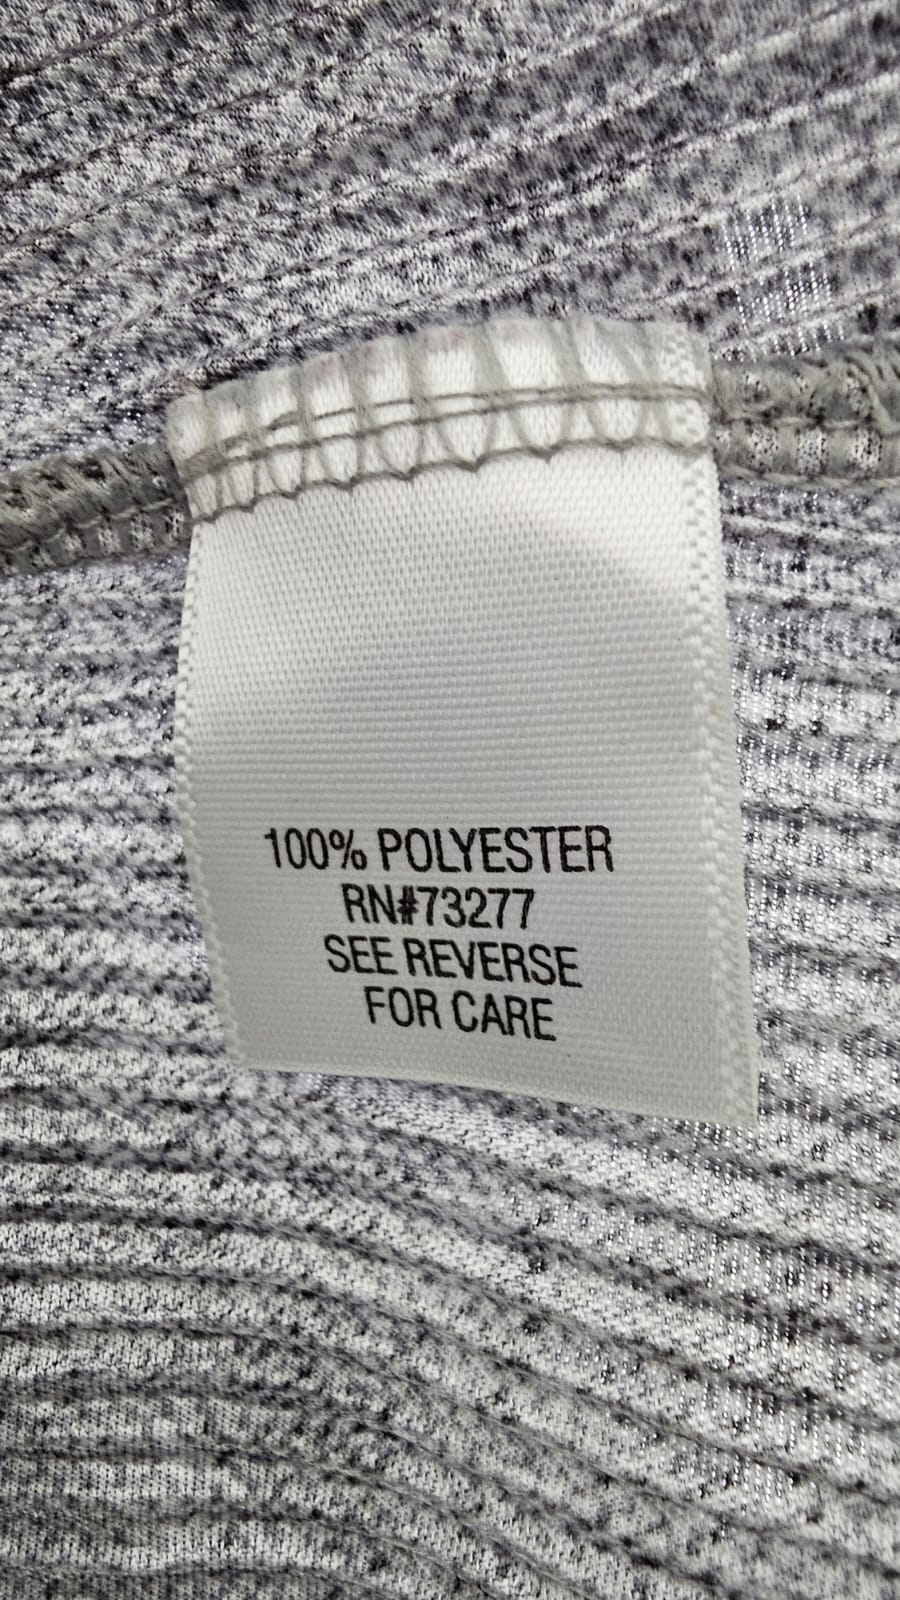 100% POLYESTER
RN#73277
SEE REVERSE
FOR CARE